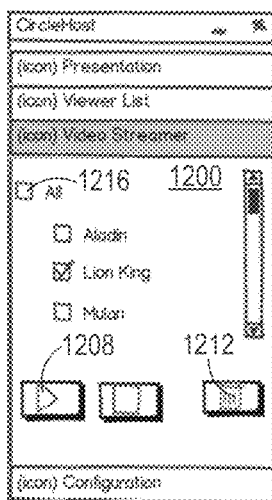 CircleHost
(icon) Presentation
(icon) Viewer List
(icon) Video Streamer
All 1216 1200
Aladin
Lion King
Mulan
1208 1212
(icon) Configuration